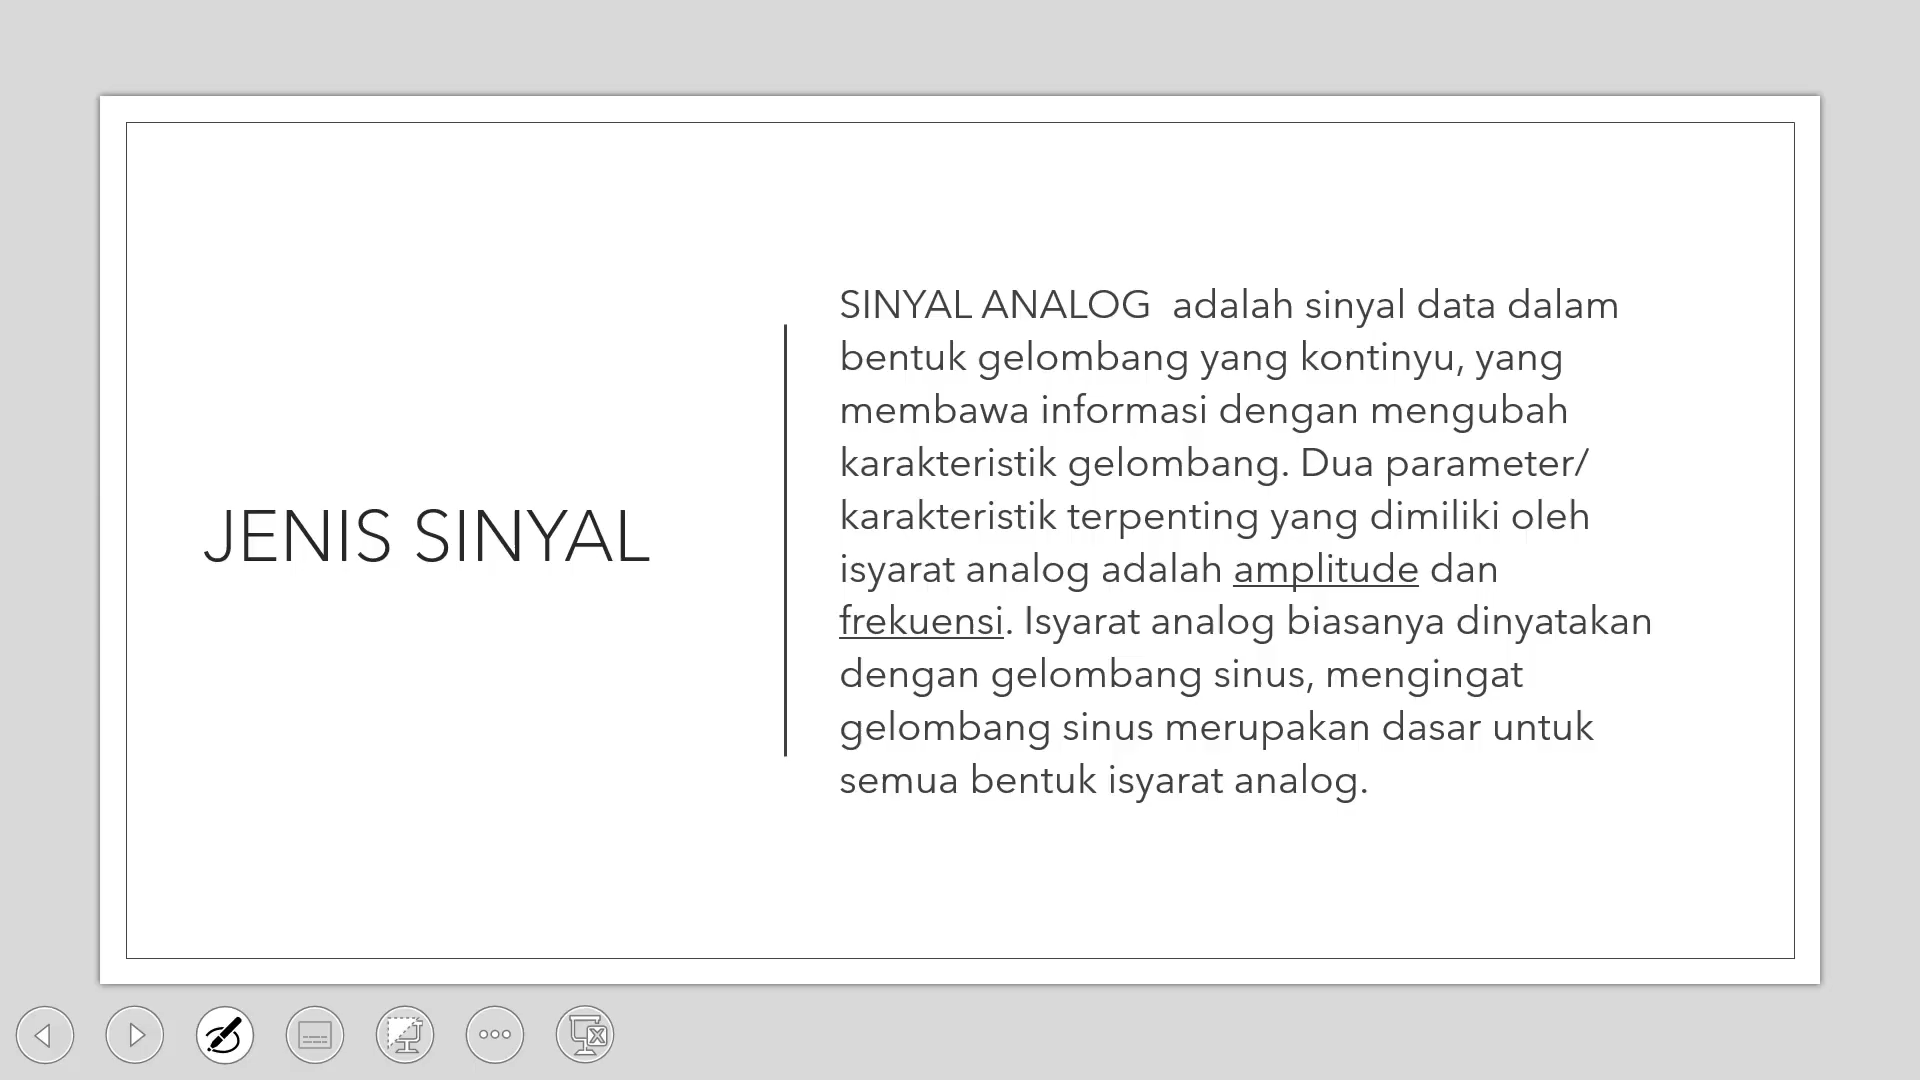 JENIS SINYAL
SINYAL ANALOG  adalah sinyal data dalam
bentuk gelombang yang kontinyu, yang
membawa informasi dengan mengubah
karakteristik gelombang. Dua parameter/
karakteristik terpenting yang dimiliki oleh
isyarat analog adalah amplitude dan
frekuensi. Isyarat analog biasanya dinyatakan
dengan gelombang sinus, mengingat
gelombang sinus merupakan dasar untuk
semua bentuk isyarat analog.